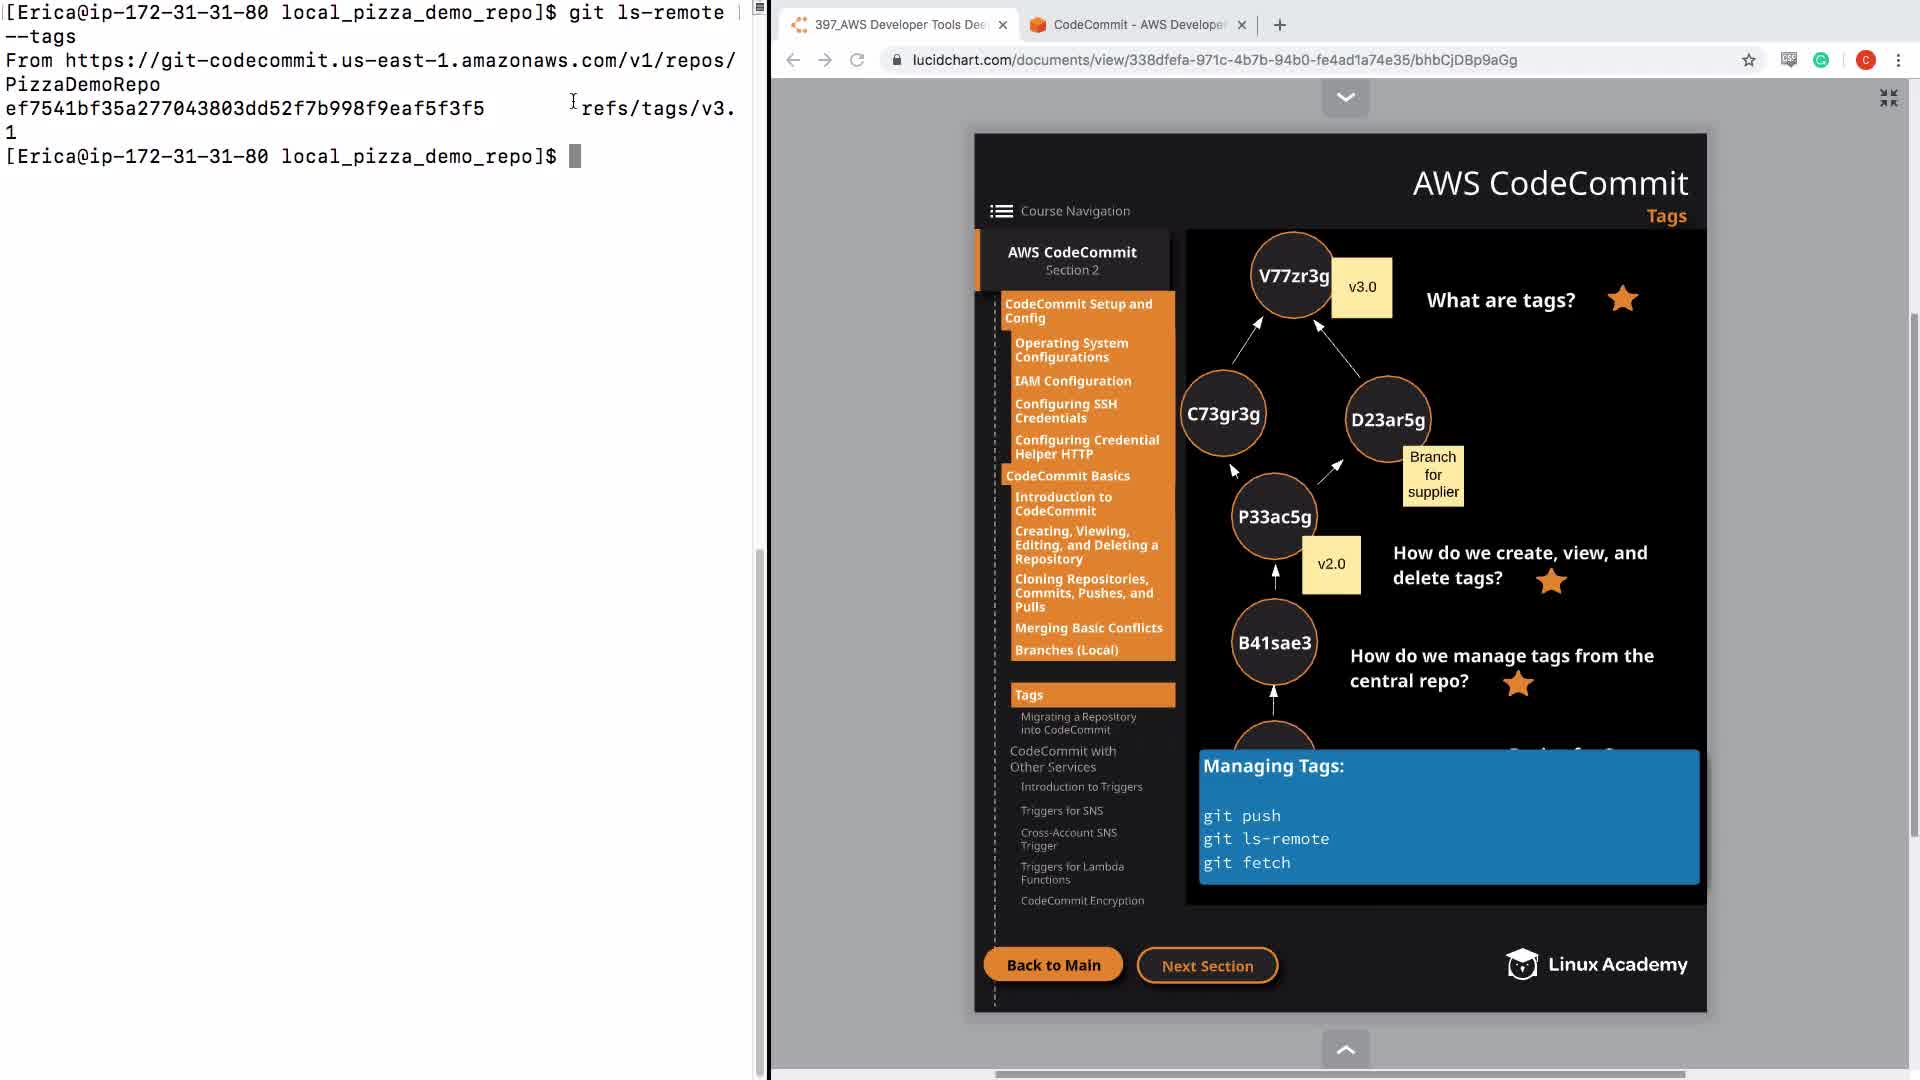 [Erica@ip-172-31-31-80 local_pizza_demo_repo]$ git ls-remote
--tags
From https://git-codecommit.us-east-1.amazonaws.com/v1/repos/
PizzaDemoRepo
ef7541bf35a277043803dd52f7b998f9eaf5f3f5 refs/tags/v3.
1
[Erica@ip-172-31-31-80 local_pizza_demo_repo]$
397_AWS Developer Tools Dee
CodeCommit - AWS Developer
lucidchart.com/documents/view/338dfefa-971c-4b7b-94b0-fe4ad1a74e35/bhbCjDBp9aGg
C
AWS CodeCommit
Tags
Course Navigation
AWS CodeCommit
Section 2
CodeCommit Setup and
Config
Operating System
Configurations
IAM Configuration
Configuring SSH
Credentials
Configuring Credential
Helper HTTP
CodeCommit Basics
Introduction to
CodeCommit
Creating, Viewing,
Editing, and Deleting a
Repository
Cloning Repositories,
Commits, Pushes, and
Pulls
Merging Basic Conflicts
Branches (Local)
Tags
Migrating a Repository
into CodeCommit
CodeCommit with
Other Services
Introduction to Triggers
Triggers for SNS
Cross-Account SNS
Trigger
Triggers for Lambda
Functions
CodeCommit Encryption
V77zr3g
v3.0
What are tags?
C73gr3g
D23ar5g
Branch
for
supplier
P33ac5g
v2.0
How do we create, view, and
delete tags?
B41sae3
How do we manage tags from the
central repo?
Managing Tags:
git push
git ls-remote
git fetch
Back to Main
Next Section
Linux Academy